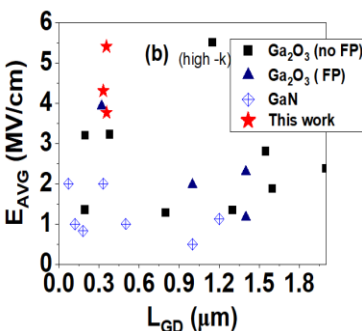 6
5
4
3
2
1
0
E_AVG (MV/cm)
(b)
(high -k)
Ga₂O₃ (no FP)
Ga₂O₃ ( FP)
GaN
This work
0.0 0.3 0.6 0.9 1.2 1.5 1.8
L_GD (μm)